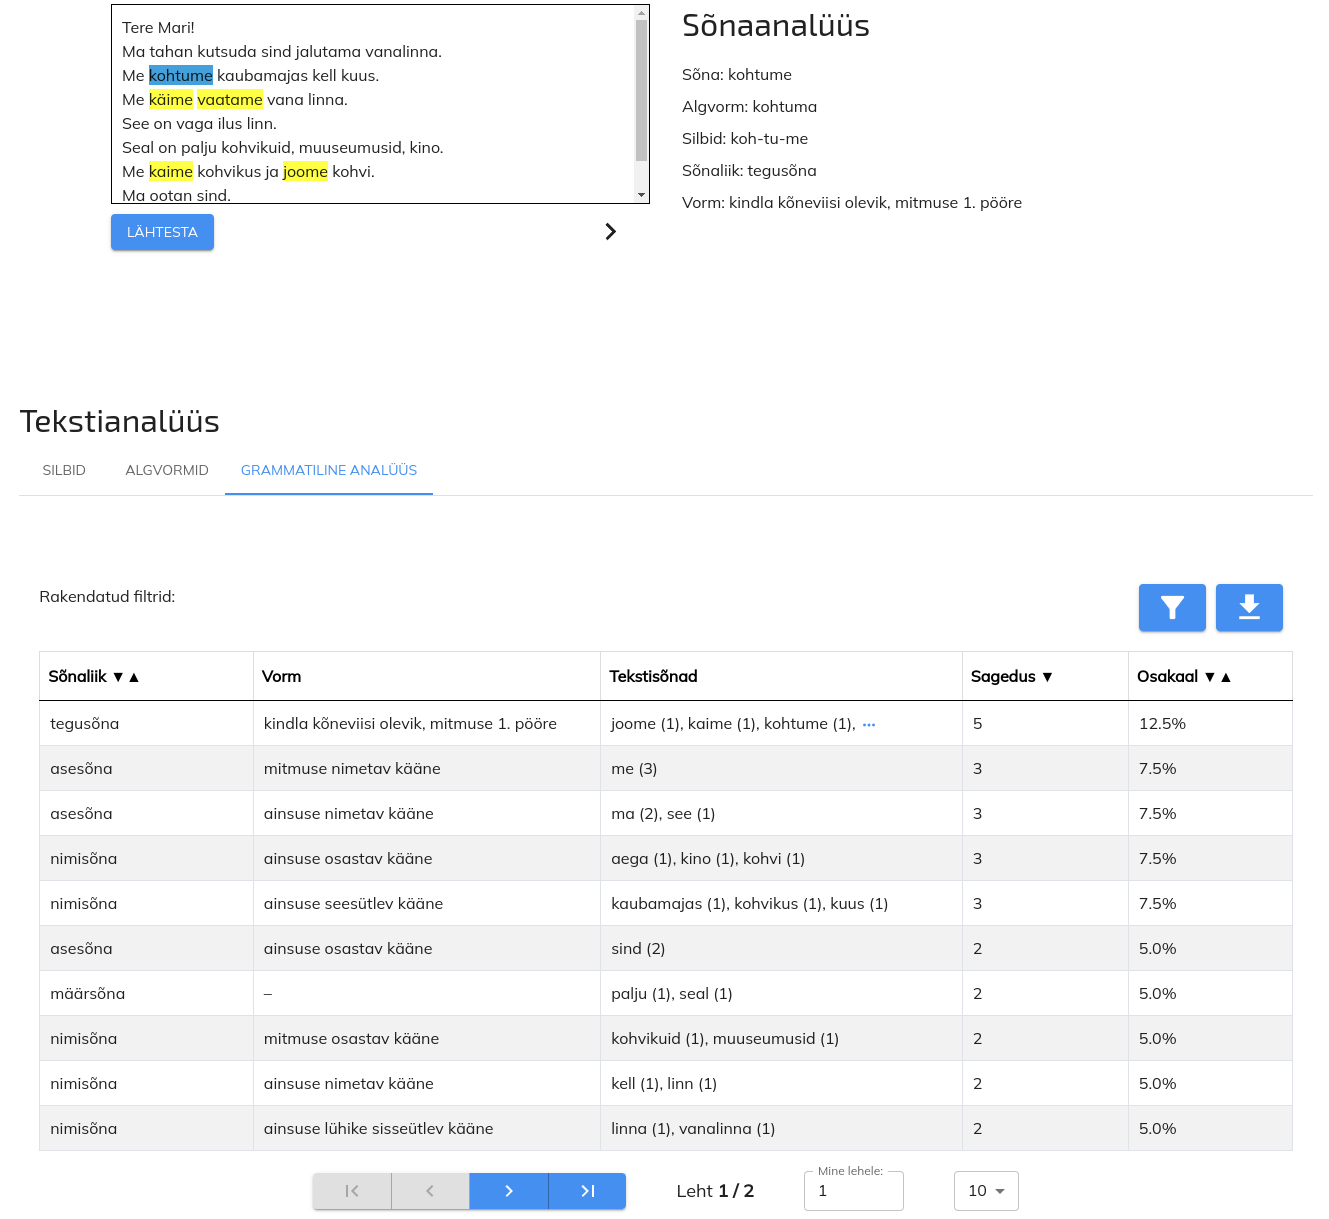 Tere Mari!
Ma tahan kutsuda sind jalutama vanalinna.
Me kohtume kaubamajas kell kuus.
Me käime vaatame vana linna.
See on vaga ilus linn.
Seal on palju kohvikuid, muuseumusid, kino.
Me kaime kohvikus ja joome kohvi.
Ma ootan sind.
LÄHTESTA
Sõnaanalüüs
Sõna: kohtume
Algvorm: kohtuma
Silbid: koh-tu-me
Sõnaliik: tegusõna
Vorm: kindla kõneviisi olevik, mitmuse 1. pööre
Tekstianalüüs
SILBID ALGVORMID GRAMMATILINE ANALÜÜS
Rakendatud filtrid:
Sõnaliik ▼▲ Vorm Tekstisõnad Sagedus ▼ Osakaal ▼▲
tegusõna kindla kõneviisi olevik, mitmuse 1. pööre joome (1), kaime (1), kohtume (1), ... 5 12.5%
asesõna mitmuse nimetav kääne me (3) 3 7.5%
asesõna ainsuse nimetav kääne ma (2), see (1) 3 7.5%
nimisõna ainsuse osastav kääne aega (1), kino (1), kohvi (1) 3 7.5%
nimisõna ainsuse seesütlev kääne kaubamajas (1), kohvikus (1), kuus (1) 3 7.5%
asesõna ainsuse osastav kääne sind (2) 2 5.0%
määrsõna – palju (1), seal (1) 2 5.0%
nimisõna mitmuse osastav kääne kohvikuid (1), muuseumusid (1) 2 5.0%
nimisõna ainsuse nimetav kääne kell (1), linn (1) 2 5.0%
nimisõna ainsuse lühike sisseütlev kääne linna (1), vanalinna (1) 2 5.0%
Leht 1 / 2 Mine lehele: 1 10